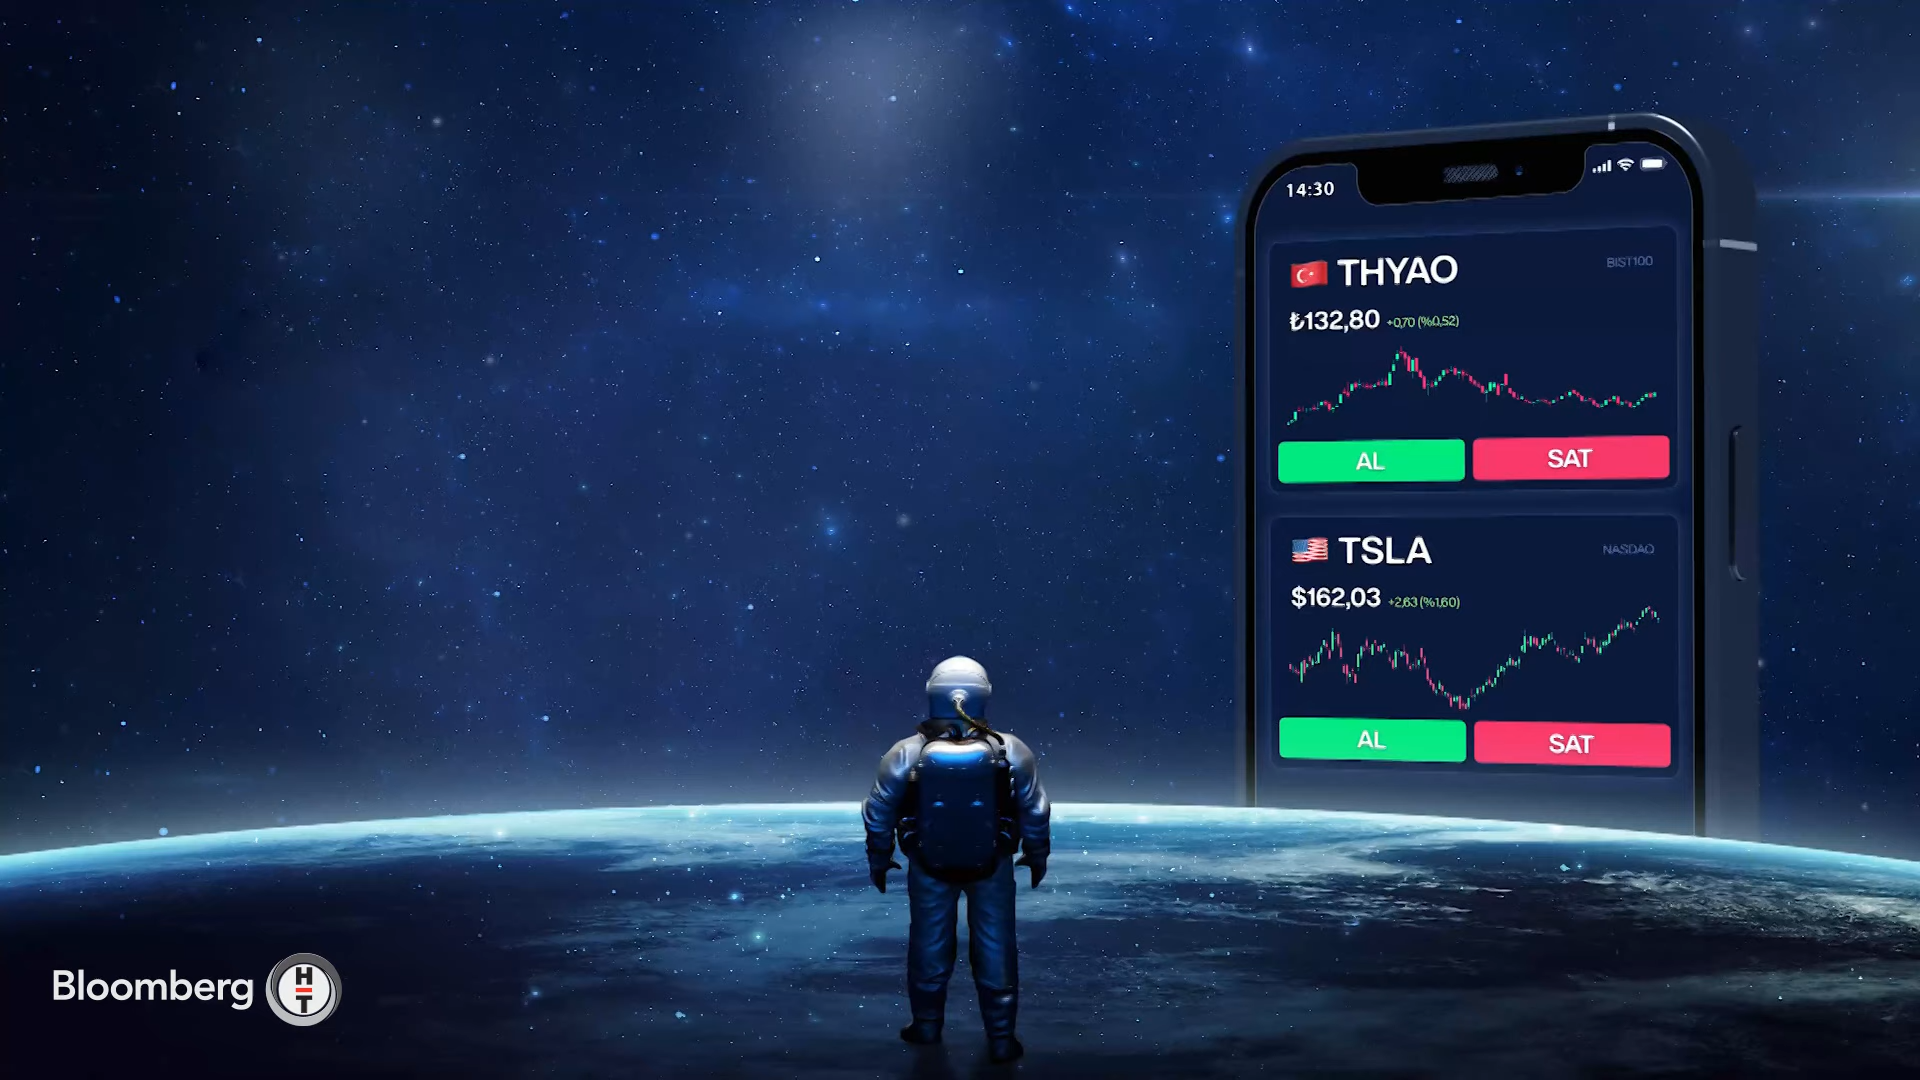 14:30
THYAO
BIST100
₺132,80 +0,70 (%0,52)
AL
SAT
TSLA
NASDAQ
$162,03 +2,63 (%1,60)
AL
SAT
Bloomberg HT